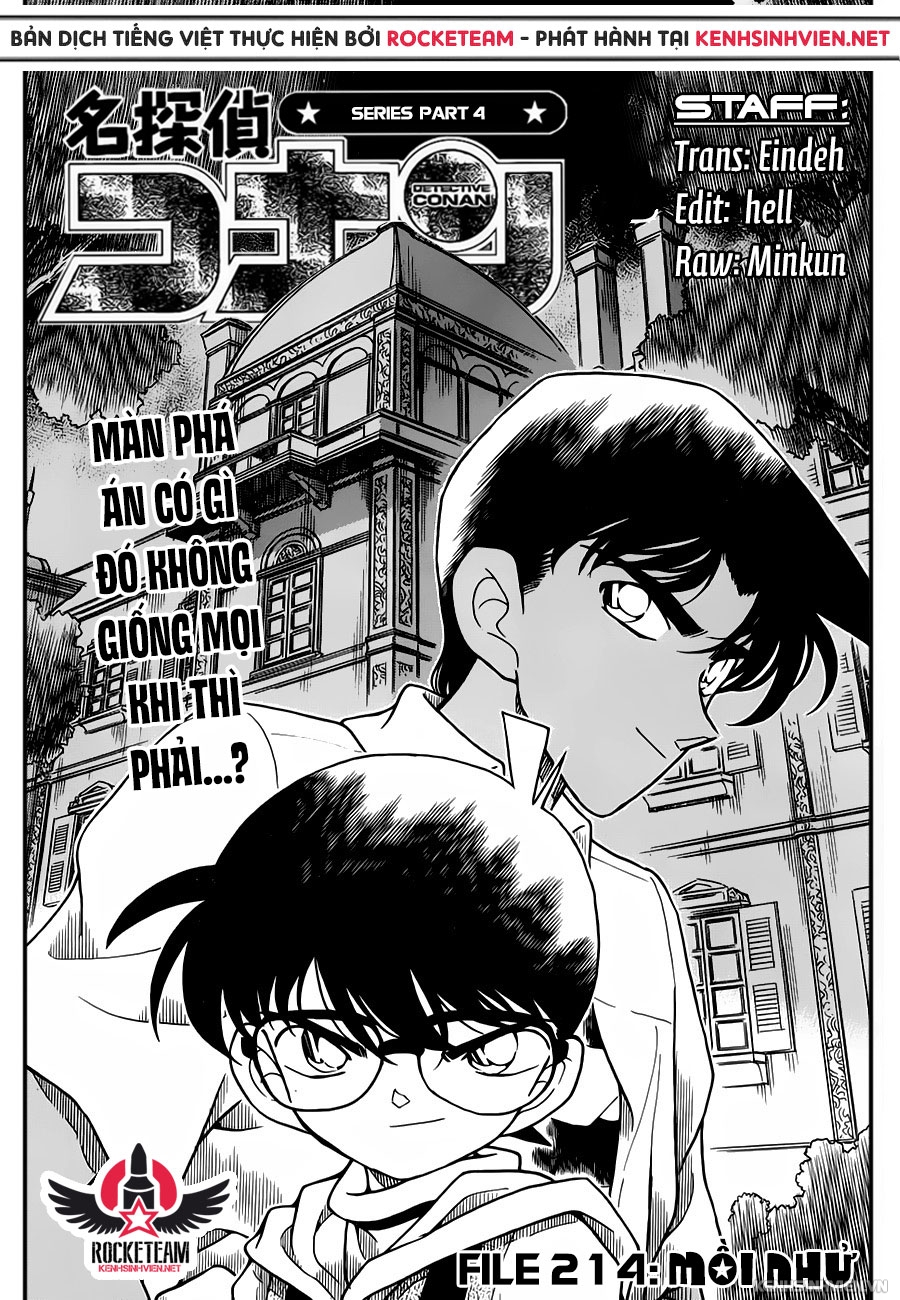 BẢN DỊCH TIẾNG VIỆT THỰC HIỆN BỞI ROCKETEAM - PHÁT HÀNH TẠI KENHSINHVIEN.NET
名探偵
SERIES PART 4
コナン
DETECTIVE
CONAN
STAFF:
Trans: Eindeh
Edit: hell
Raw: Minkun
MÀN PHÁ
ÁN CÓ GÌ
ĐÓ KHÔNG
GIỐNG MỌI
KHI THÌ
PHẢI...?
ROCKETEAM
KENHSINHVIEN.NET
FILE 214: MỒI NHỬ
KENHSINHVIEN.VN